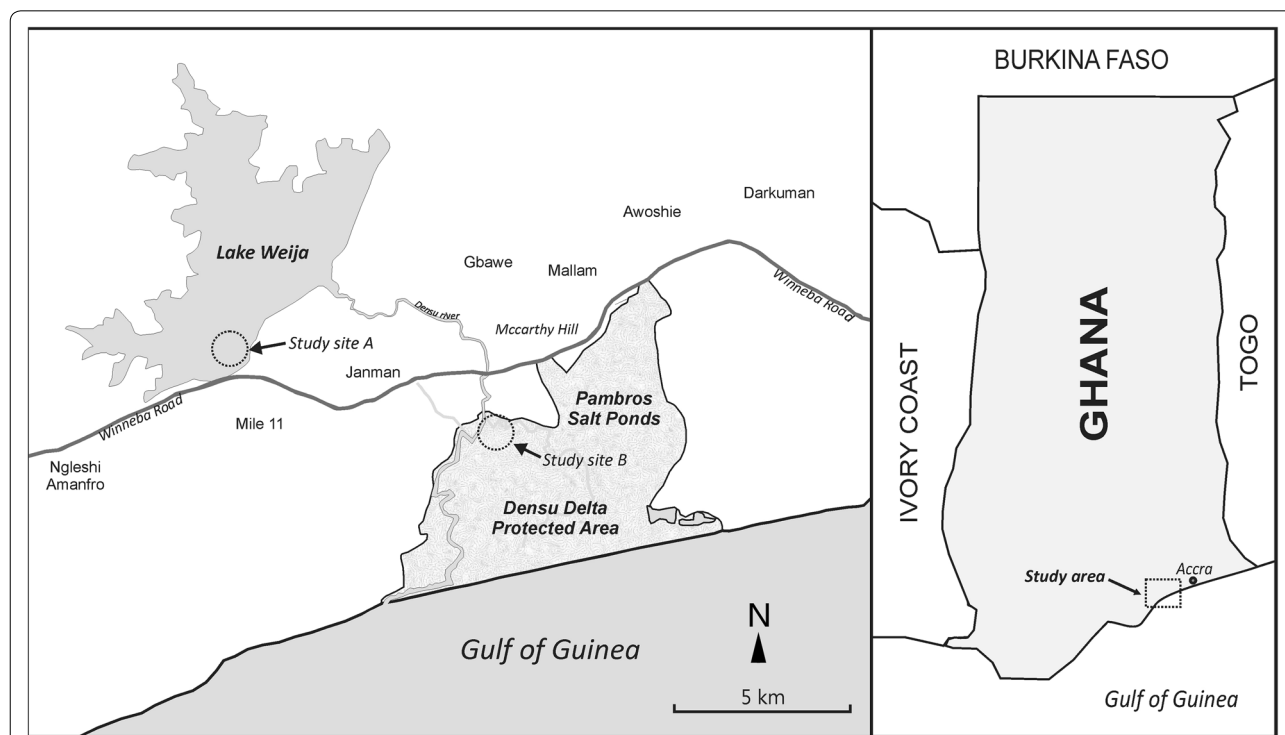 Lake Weija
Study site A
Densu river
Gbawe
Mallam
Awoshie
Darkuman
Winneba Road
Mccarthy Hill
Janman
Winneba Road
Mile 11
Ngleshi
Amanfro
Pambros
Salt Ponds
Study site B
Densu Delta
Protected Area
Gulf of Guinea
N
5 km
BURKINA FASO
IVORY COAST
GHANA
TOGO
Study area
Accra
Gulf of Guinea